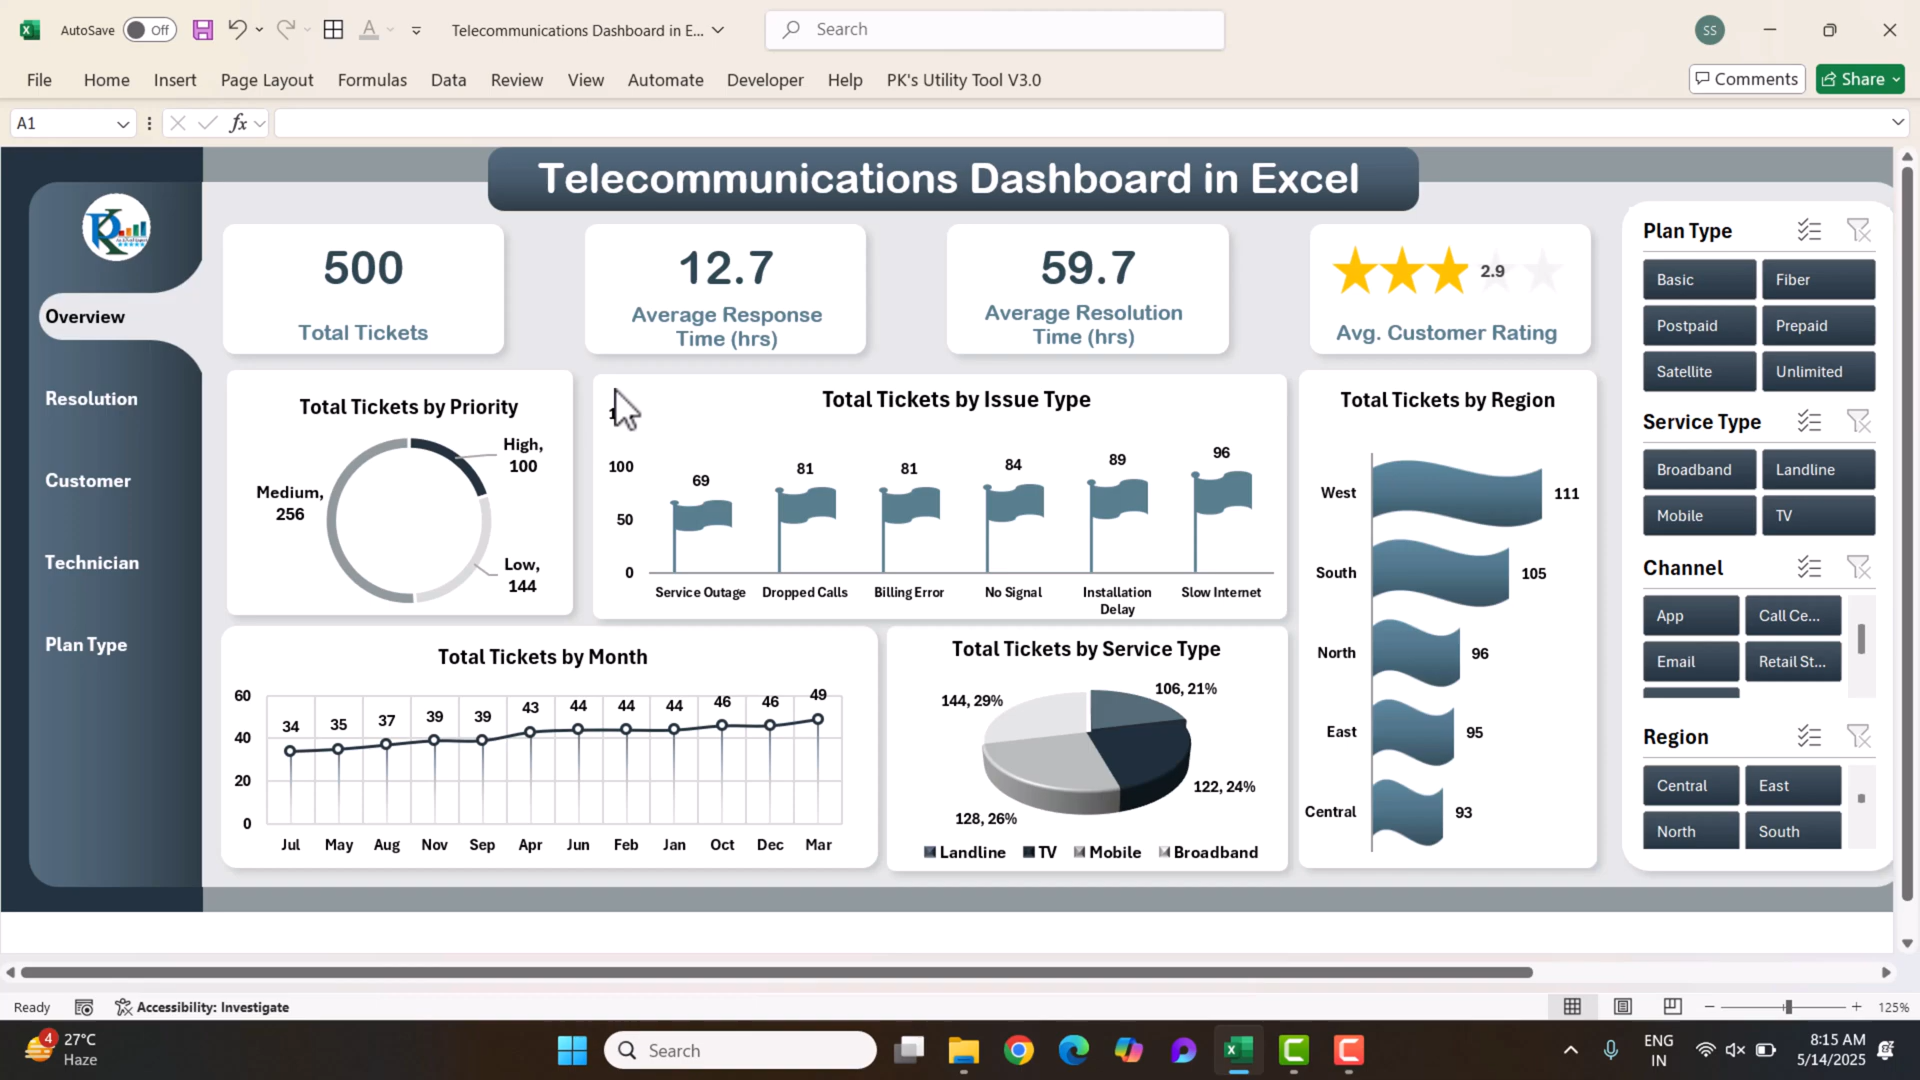 AutoSave Off
Telecommunications Dashboard in E...
Search
SS
File Home Insert Page Layout Formulas Data Review View Automate Developer Help PK's Utility Tool V3.0
Comments Share
A1
fx
Telecommunications Dashboard in Excel
Overview
Resolution
Customer
Technician
Plan Type
500
Total Tickets
12.7
Average Response
Time (hrs)
59.7
Average Resolution
Time (hrs)
2.9
Avg. Customer Rating
Total Tickets by Priority
High,
100
Medium,
256
Low,
144
Total Tickets by Issue Type
100
50
0
69 81 81 84 89 96
Service Outage Dropped Calls Billing Error No Signal Installation
Delay Slow Internet
Total Tickets by Region
West 111
South 105
North 96
East 95
Central 93
Total Tickets by Month
60
40
20
0
34 35 37 39 39 43 44 44 44 46 46 49
Jul May Aug Nov Sep Apr Jun Feb Jan Oct Dec Mar
Total Tickets by Service Type
144, 29%
106, 21%
122, 24%
128, 26%
Landline TV Mobile Broadband
Plan Type
Basic Fiber
Postpaid Prepaid
Satellite Unlimited
Service Type
Broadband Landline
Mobile TV
Channel
App Call Ce...
Email Retail St...
Region
Central East
North South
Ready Accessibility: Investigate
125%
4
27°C
Haze
Search
ENG
IN
8:15 AM
5/14/2025